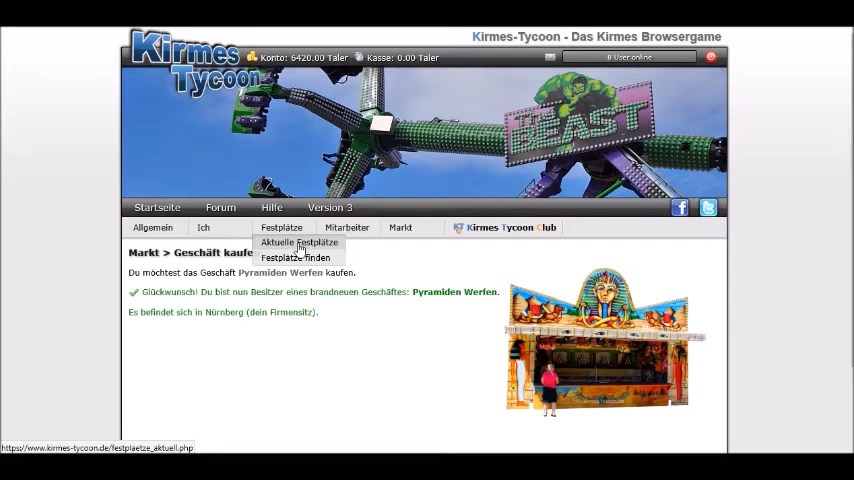 Kirmes-Tycoon - Das Kirmes Browsergame
Kirmes
Tycoon
Konto: 6420.00 Taler Kasse: 0.00 Taler
8 User online
THE
BEAST
Startseite Forum Hilfe Version 3
Allgemein Ich Festplätze Mitarbeiter Markt Kirmes Tycoon Club
Aktuelle Festplätze
Festplätze finden
Markt > Geschäft kaufe
Du möchtest das Geschäft Pyramiden Werfen kaufen.
Glückwunsch! Du bist nun Besitzer eines brandneuen Geschäftes: Pyramiden Werfen.
Es befindet sich in Nürnberg (dein Firmensitz).
https://www.kirmes-tycoon.de/festplaetze_aktuell.php